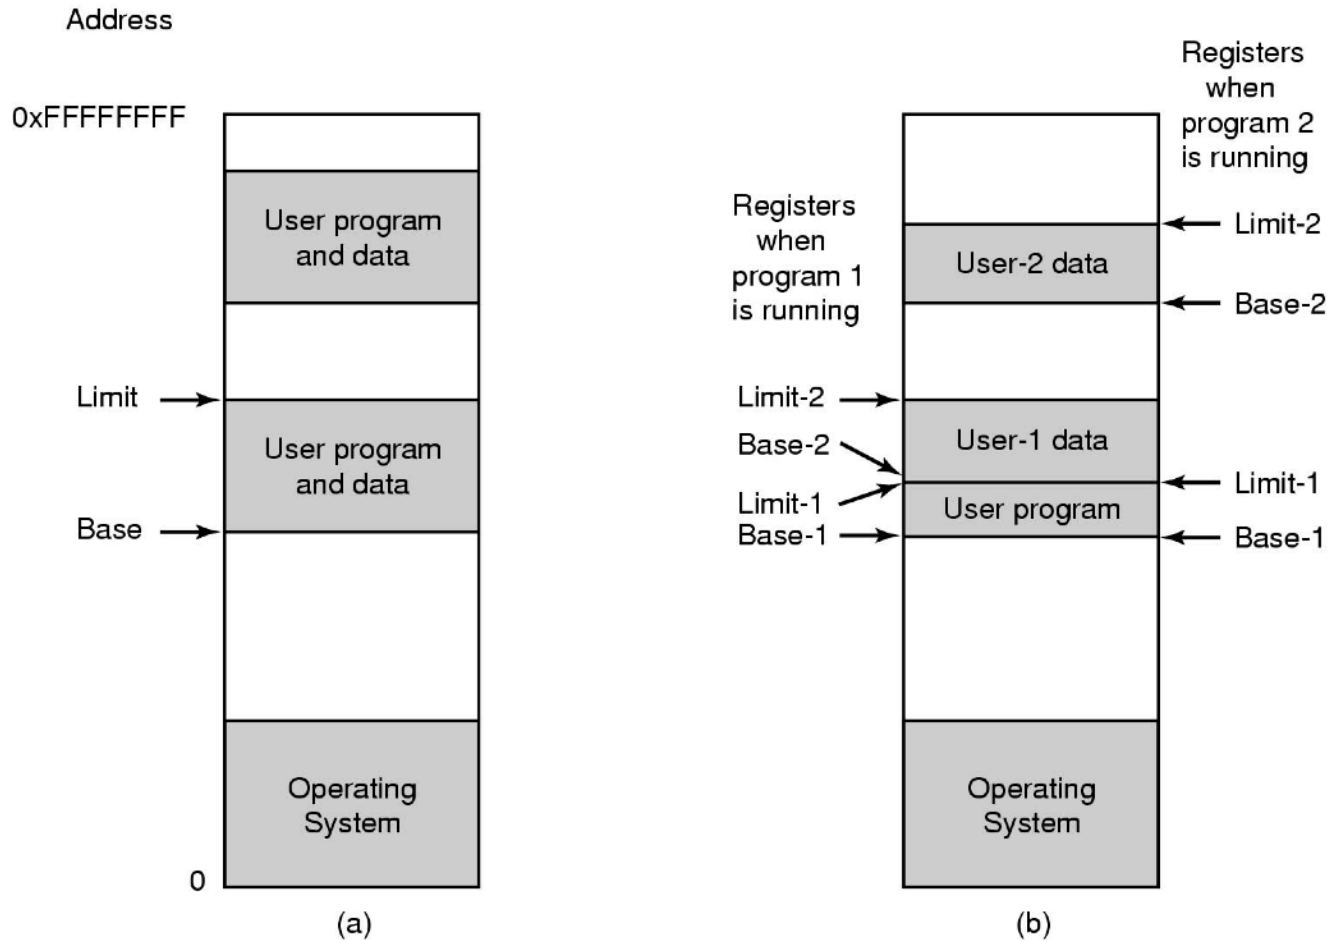 Address
0xFFFFFFFF
User program
and data
Limit
User program
and data
Base
Operating
System
0
(a)
Registers
when
program 1
is running
Limit-2
Base-2
Limit-1
Base-1
User-2 data
User-1 data
User program
Operating
System
Registers
when
program 2
is running
Limit-2
Base-2
Limit-1
Base-1
(b)